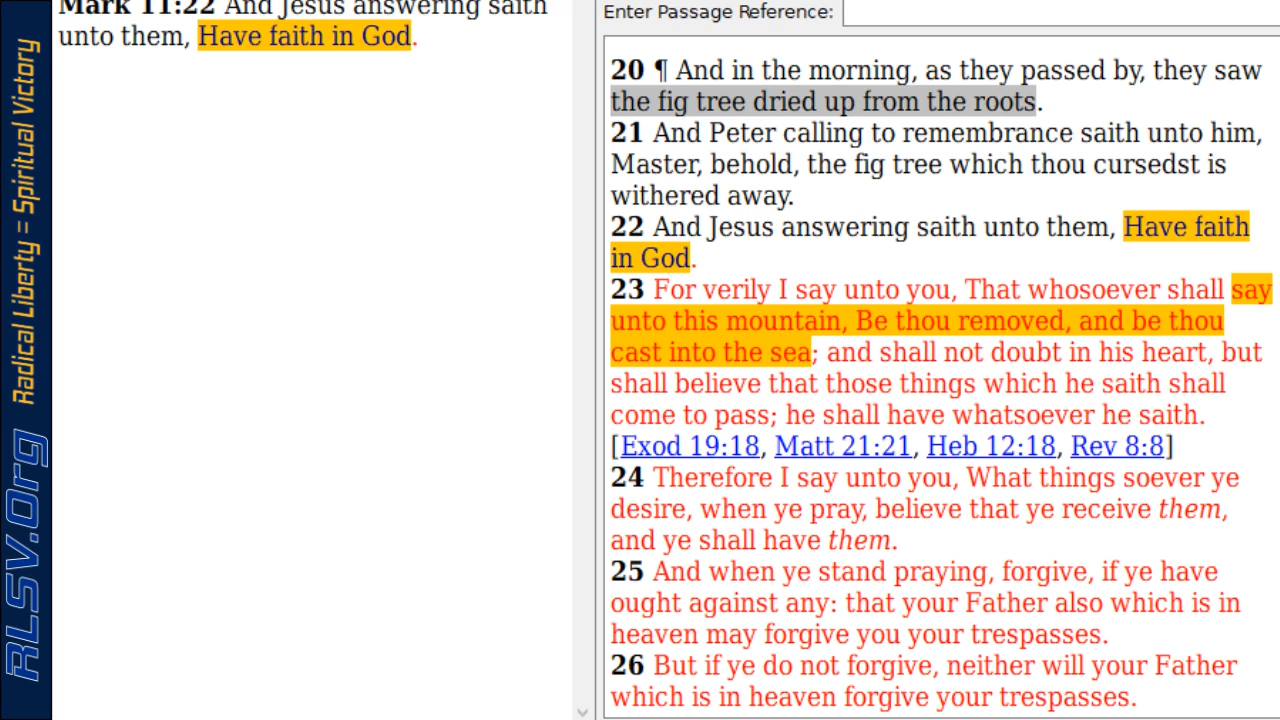 RLSV.Org Radical Liberty = Spiritual Victory
Mark 11:22 And Jesus answering saith
unto them, Have faith in God.
Enter Passage Reference:
20 ¶ And in the morning, as they passed by, they saw
the fig tree dried up from the roots.
21 And Peter calling to remembrance saith unto him,
Master, behold, the fig tree which thou cursedst is
withered away.
22 And Jesus answering saith unto them, Have faith
in God.
23 For verily I say unto you, That whosoever shall say
unto this mountain, Be thou removed, and be thou
cast into the sea; and shall not doubt in his heart, but
shall believe that those things which he saith shall
come to pass; he shall have whatsoever he saith.
[Exod 19:18, Matt 21:21, Heb 12:18, Rev 8:8]
24 Therefore I say unto you, What things soever ye
desire, when ye pray, believe that ye receive them,
and ye shall have them.
25 And when ye stand praying, forgive, if ye have
ought against any: that your Father also which is in
heaven may forgive you your trespasses.
26 But if ye do not forgive, neither will your Father
which is in heaven forgive your trespasses.